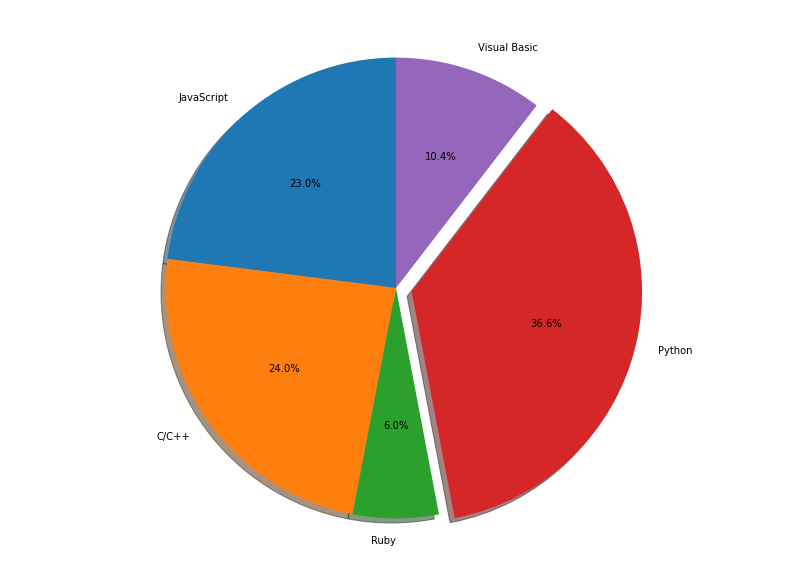 Visual Basic
JavaScript
10.4%
23.0%
36.6%
Python
24.0%
6.0%
C/C++
Ruby